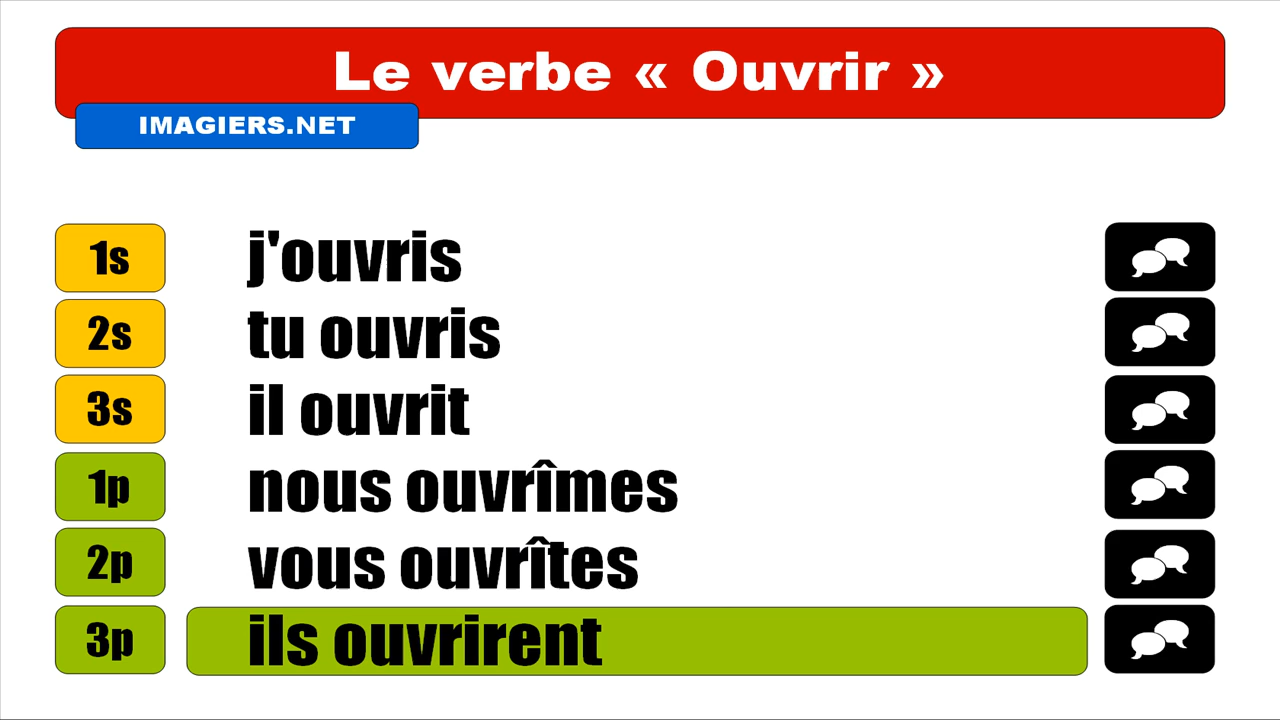 Le verbe « Ouvrir »
IMAGIERS.NET
1s j'ouvris
2s tu ouvris
3s il ouvrit
1p nous ouvrîmes
2p vous ouvrîtes
3p ils ouvrirent